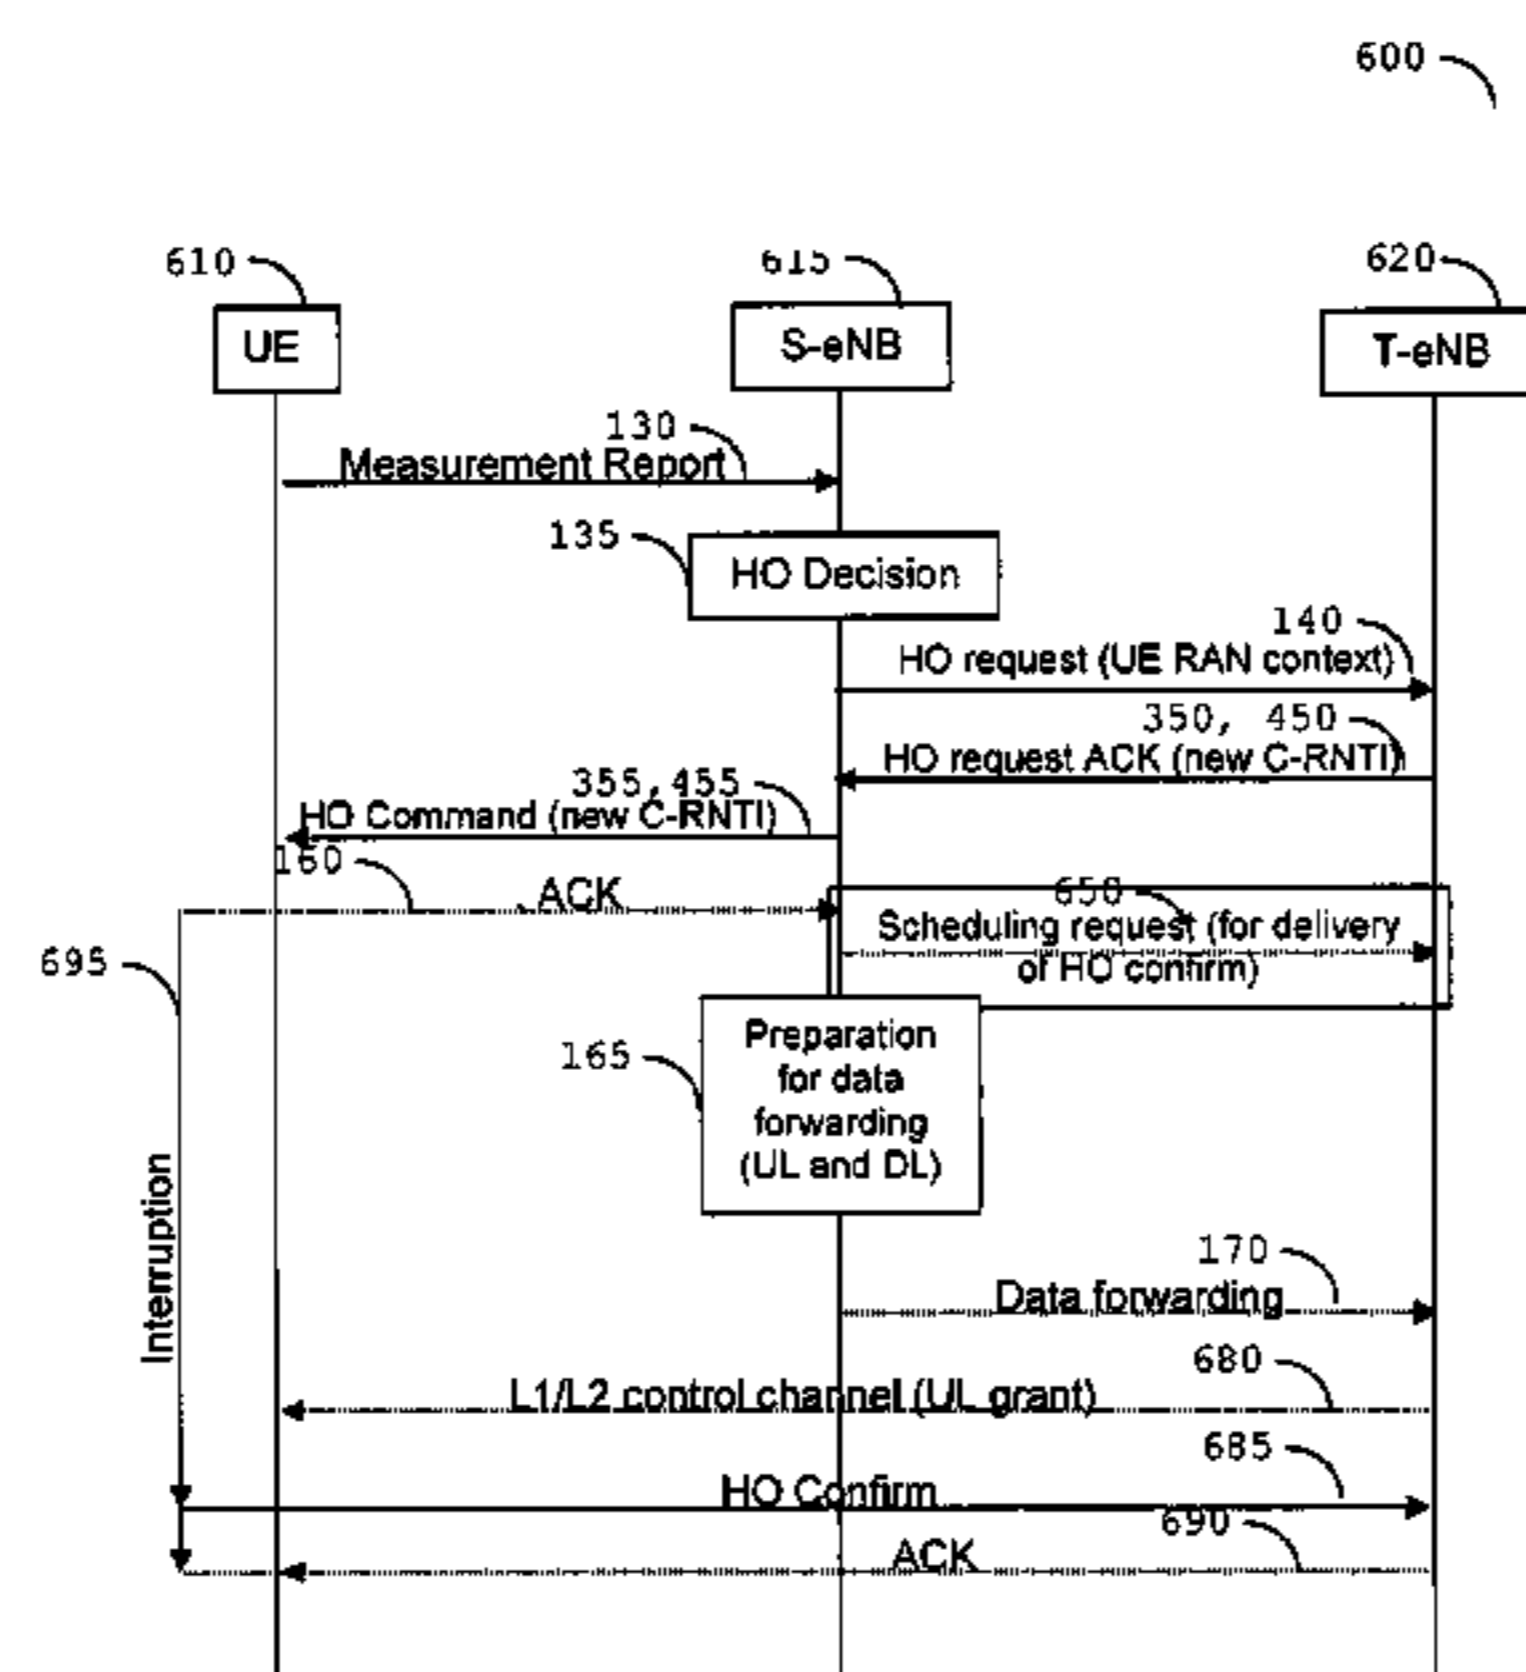 600
610
615
620
UE
S-eNB
T-eNB
130
Measurement Report
135
HO Decision
140
HO request (UE RAN context)
350, 450
HO request ACK (new C-RNTI)
355,455
HO Command (new C-RNTI)
160
ACK
650
Scheduling request (for delivery
of HO confirm)
695
165
Preparation
for data
forwarding
(UL and DL)
Interruption
170
Data forwarding
680
L1/L2 control channel (UL grant)
685
HO Confirm
690
ACK